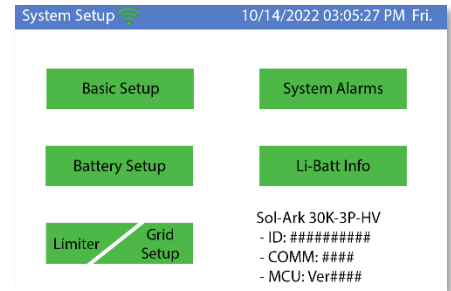 System Setup 10/14/2022 03:05:27 PM Fri.
Basic Setup
System Alarms
Battery Setup
Li-Batt Info
Limiter
Grid
Setup
Sol-Ark 30K-3P-HV
- ID: ##########
- COMM: ####
- MCU: Ver####